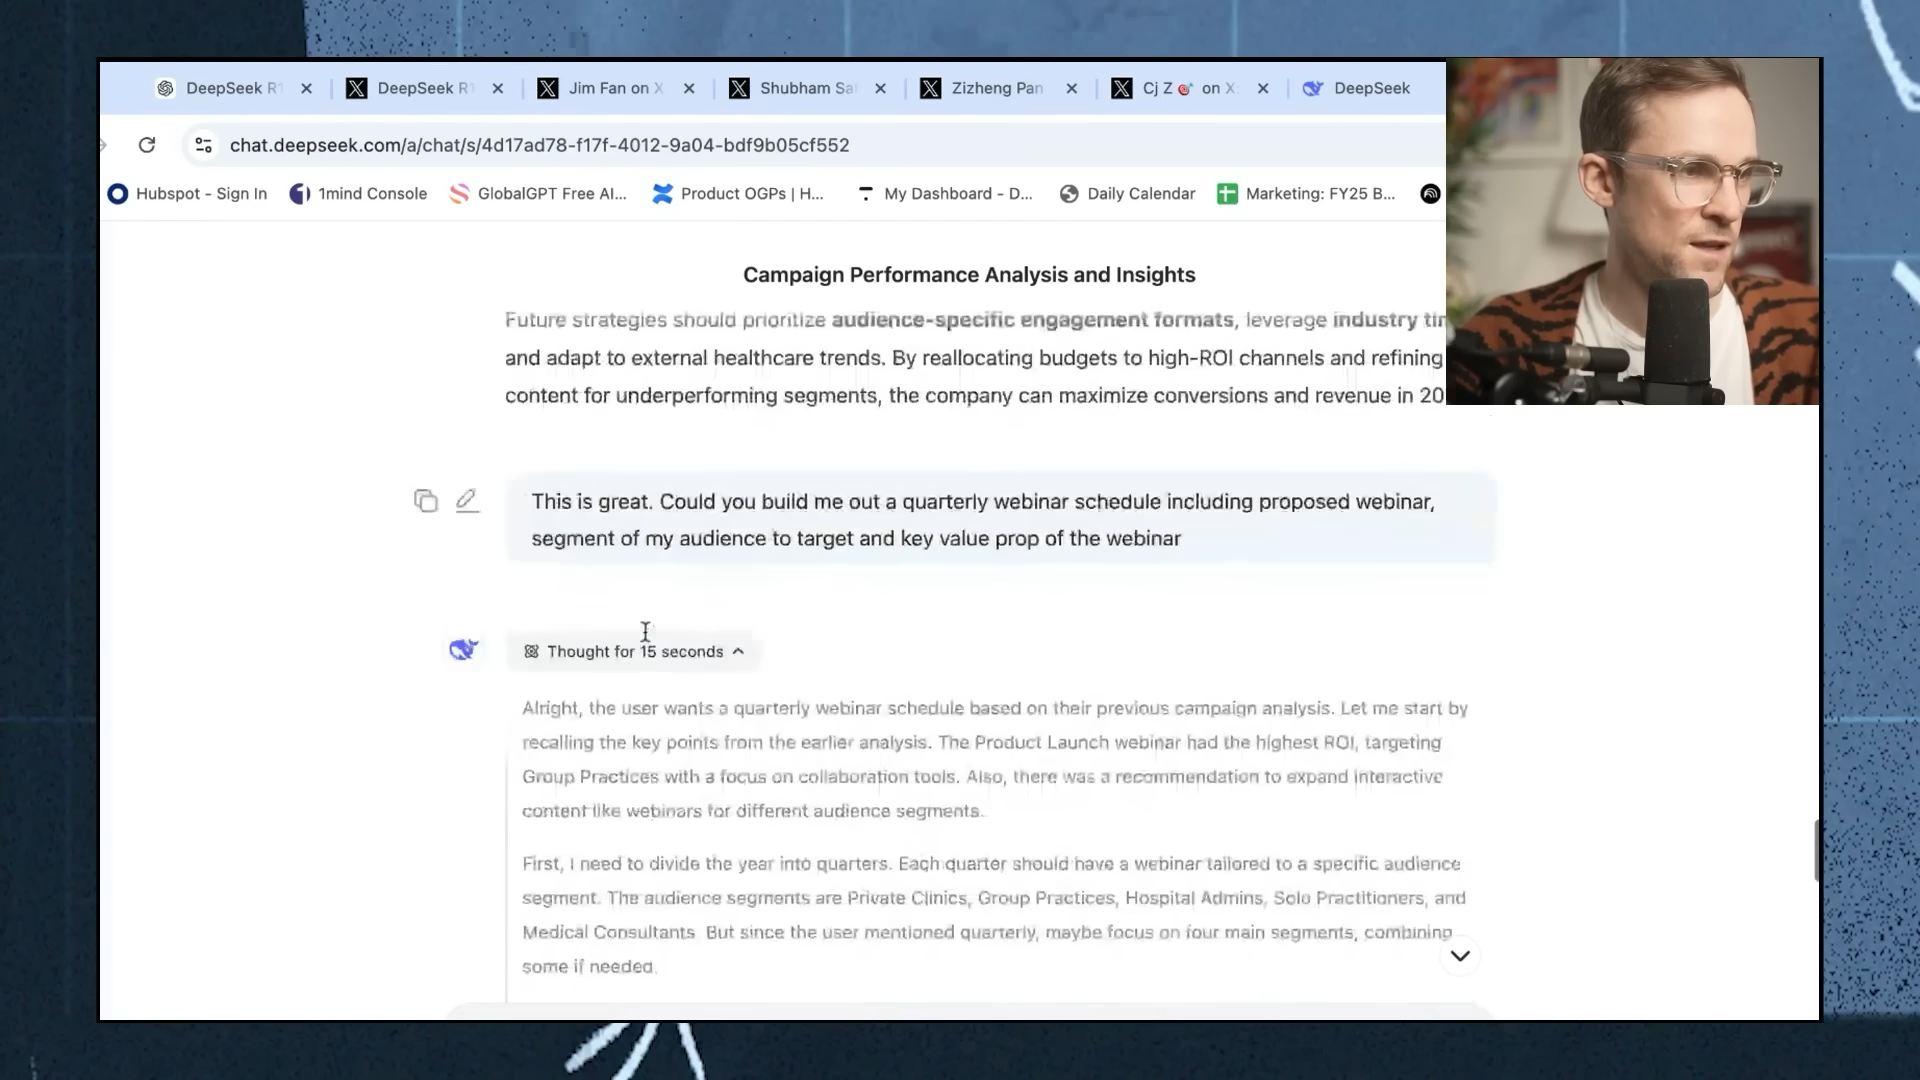 DeepSeek R1
DeepSeek R1
Jim Fan on X
Shubham Sa
Zizheng Pan
Cj Z on X
DeepSeek
chat.deepseek.com/a/chat/s/4d17ad78-f17f-4012-9a04-bdf9b05cf552
Hubspot - Sign In
1mind Console
GlobalGPT Free AI...
Product OGPs | H...
My Dashboard - D...
Daily Calendar
Marketing: FY25 B...
Campaign Performance Analysis and Insights
Future strategies should prioritize audience-specific engagement formats, leverage industry
and adapt to external healthcare trends. By reallocating budgets to high-ROI channels and refining
content for underperforming segments, the company can maximize conversions and revenue in 20
This is great. Could you build me out a quarterly webinar schedule including proposed webinar,
segment of my audience to target and key value prop of the webinar
Thought for 15 seconds
Alright, the user wants a quarterly webinar schedule based on their previous campaign analysis. Let me start by
recalling the key points from the earlier analysis. The Product Launch webinar had the highest ROI, targeting
Group Practices with a focus on collaboration tools. Also, there was a recommendation to expand interactive
content like webinars for different audience segments.
First, I need to divide the year into quarters. Each quarter should have a webinar tailored to a specific audience
segment. The audience segments are Private Clinics, Group Practices, Hospital Admins, Solo Practitioners, and
Medical Consultants. But since the user mentioned quarterly, maybe focus on four main segments, combining
some if needed.